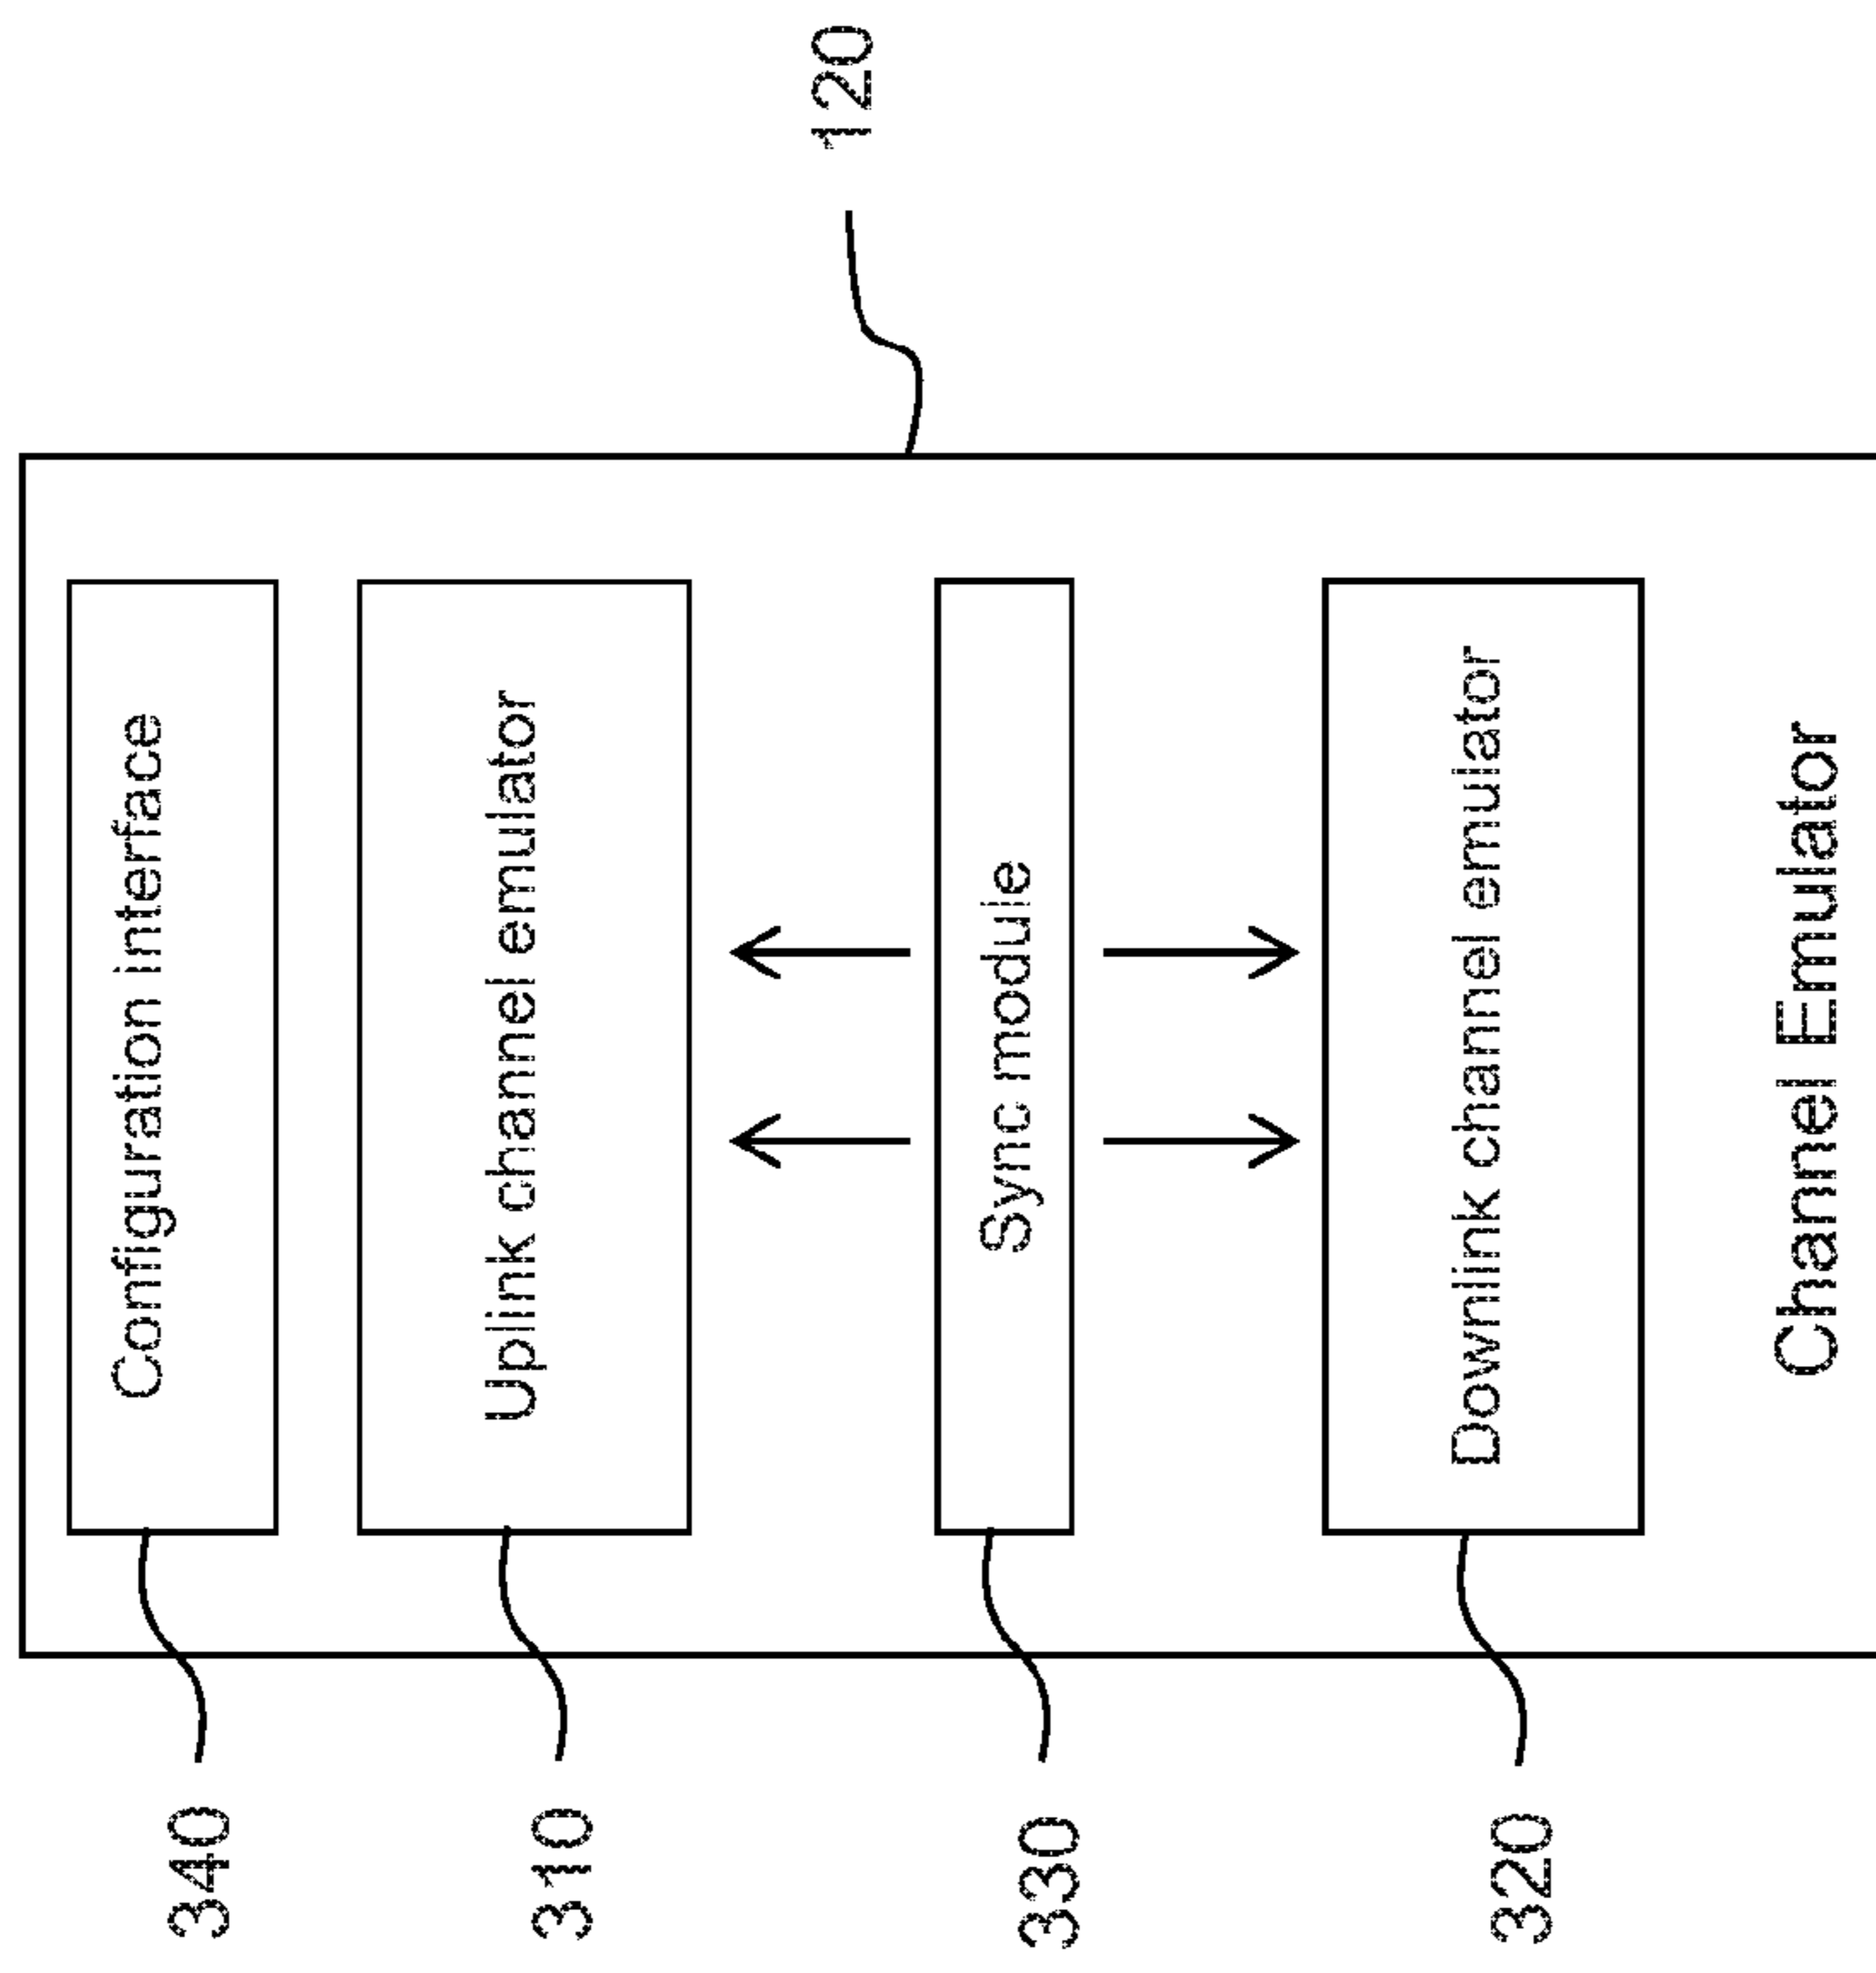 120
340
Configuration interface
310
Uplink channel emulator
330
Sync module
320
Downlink channel emulator
Channel Emulator